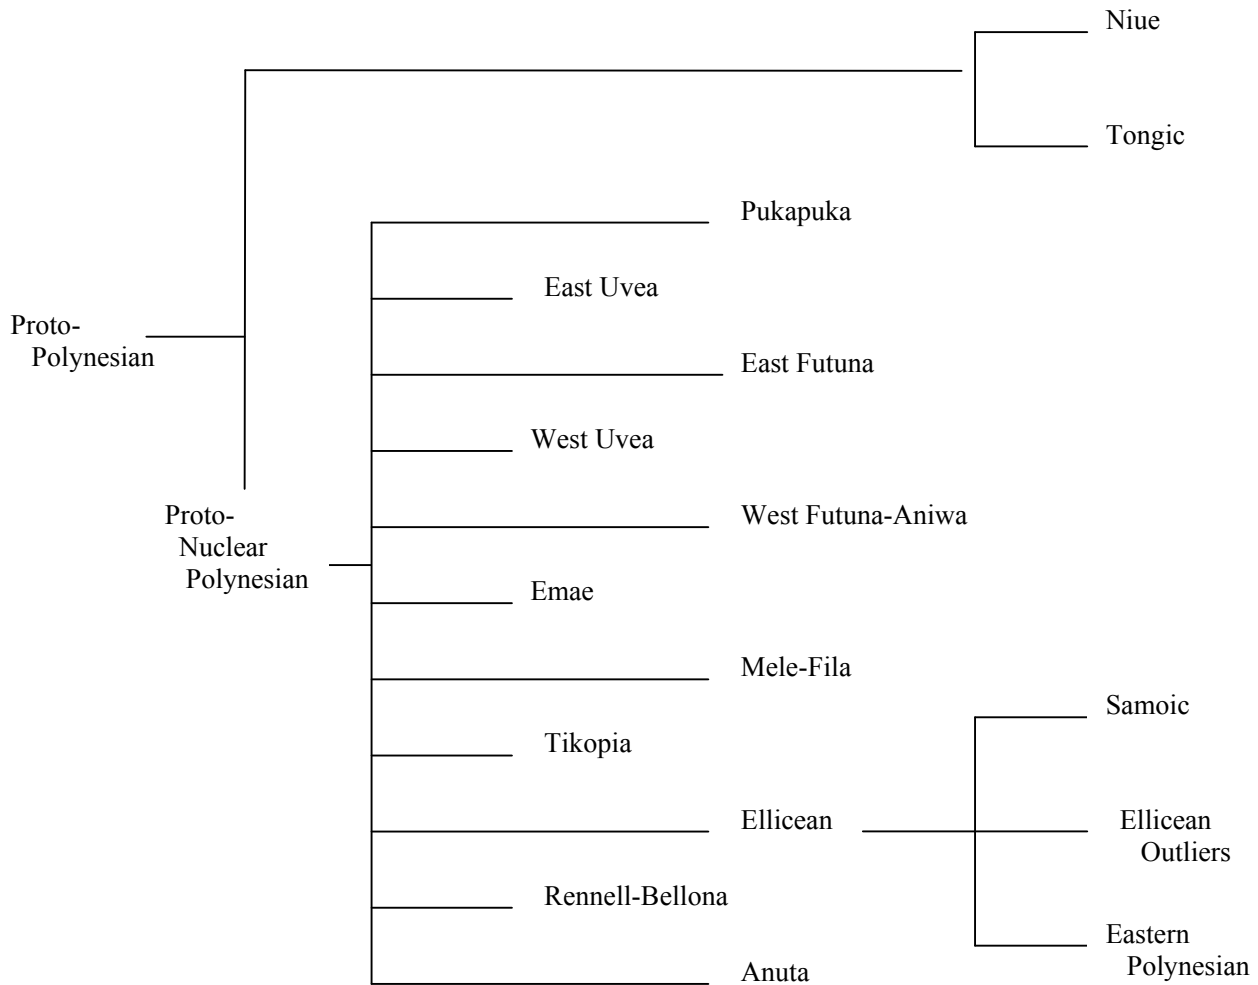 Niue
Tongic
Pukapuka
East Uvea
Proto-
Polynesian
East Futuna
West Uvea
Proto-
Nuclear
Polynesian
West Futuna-Aniwa
Emae
Mele-Fila
Samoic
Tikopia
Ellicean
Ellicean
Outliers
Rennell-Bellona
Eastern
Polynesian
Anuta